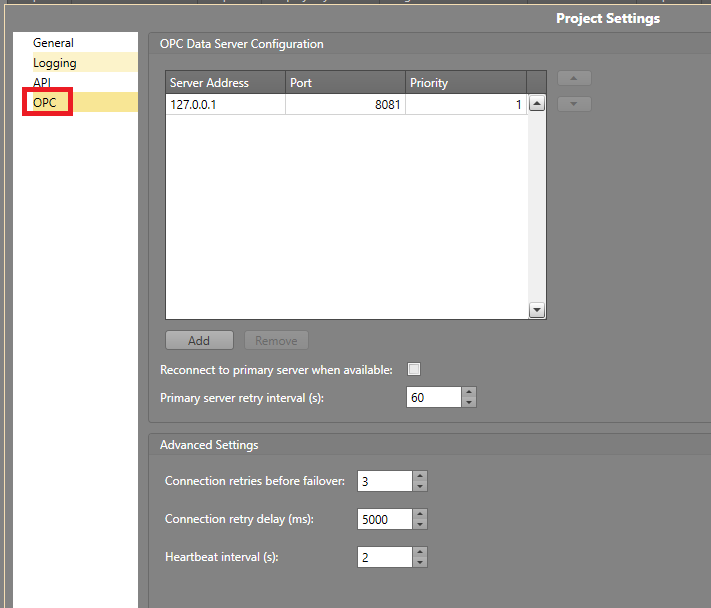 Project Settings
General
Logging
API
OPC
OPC Data Server Configuration
Server Address Port Priority
127.0.0.1 8081 1
Add Remove
Reconnect to primary server when available:
Primary server retry interval (s): 60
Advanced Settings
Connection retries before failover: 3
Connection retry delay (ms): 5000
Heartbeat interval (s): 2